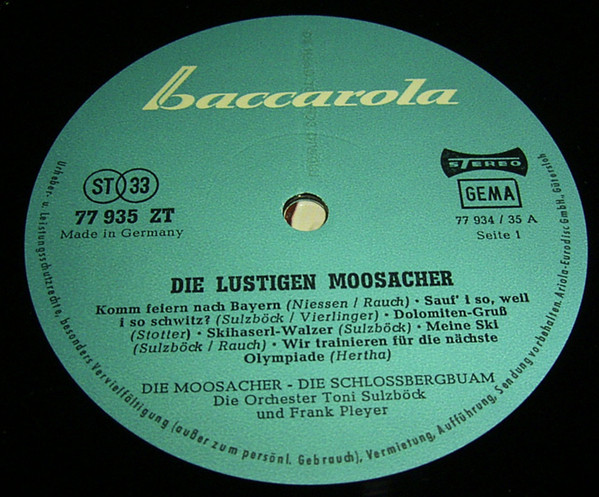 baccarola
ST 33
77 935 ZT
Made in Germany
STEREO
GEMA
77 934 / 35 A
Seite 1
DIE LUSTIGEN MOOSACHER
Komm feiern nach Bayern (Niessen / Rauch) · Sauf' i so, weil
i so schwitz? (Sulzböck / Vierlinger) · Dolomiten-Gruß
(Stotter) · Skihaserl-Walzer (Sulzböck) · Meine Ski
(Sulzböck / Rauch) · Wir trainieren für die nächste
Olympiade (Hertha)
DIE MOOSACHER - DIE SCHLOSSBERGBUAM
Die Orchester Toni Sulzböck
und Frank Pleyer
Urheber- u. Leistungsschutzrechte, besonders Vervielfältigung (außer zum persönl. Gebrauch), Vermietung, Aufführung, Sendung vorbehalten. Ariola-Eurodisc GmbH., Gütersloh